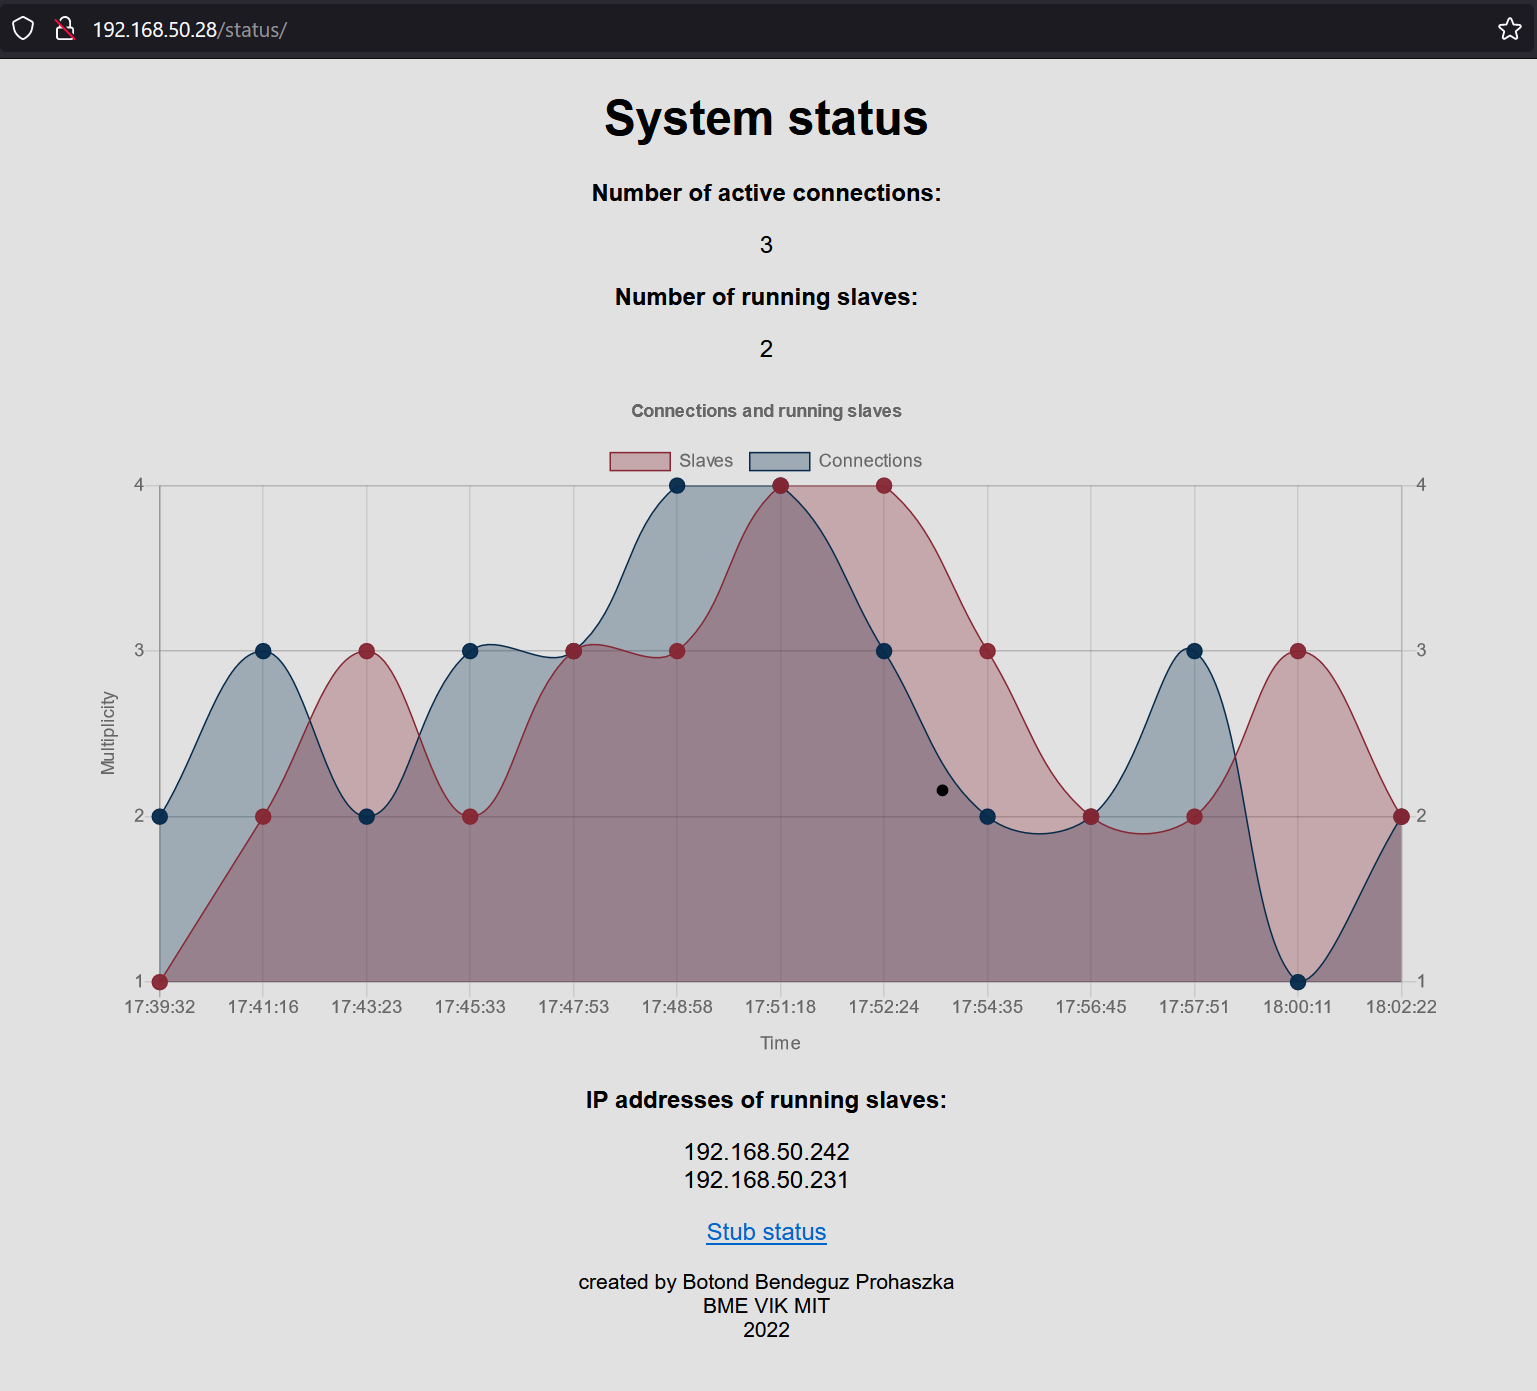 192.168.50.28/status/
System status
Number of active connections:
3
Number of running slaves:
2
Connections and running slaves
Slaves Connections
4 4
3 3
Multiplicity
2 2
1 1
17:39:32 17:41:16 17:43:23 17:45:33 17:47:53 17:48:58 17:51:18 17:52:24 17:54:35 17:56:45 17:57:51 18:00:11 18:02:22
Time
IP addresses of running slaves:
192.168.50.242
192.168.50.231
Stub status
created by Botond Bendeguz Prohaszka
BME VIK MIT
2022